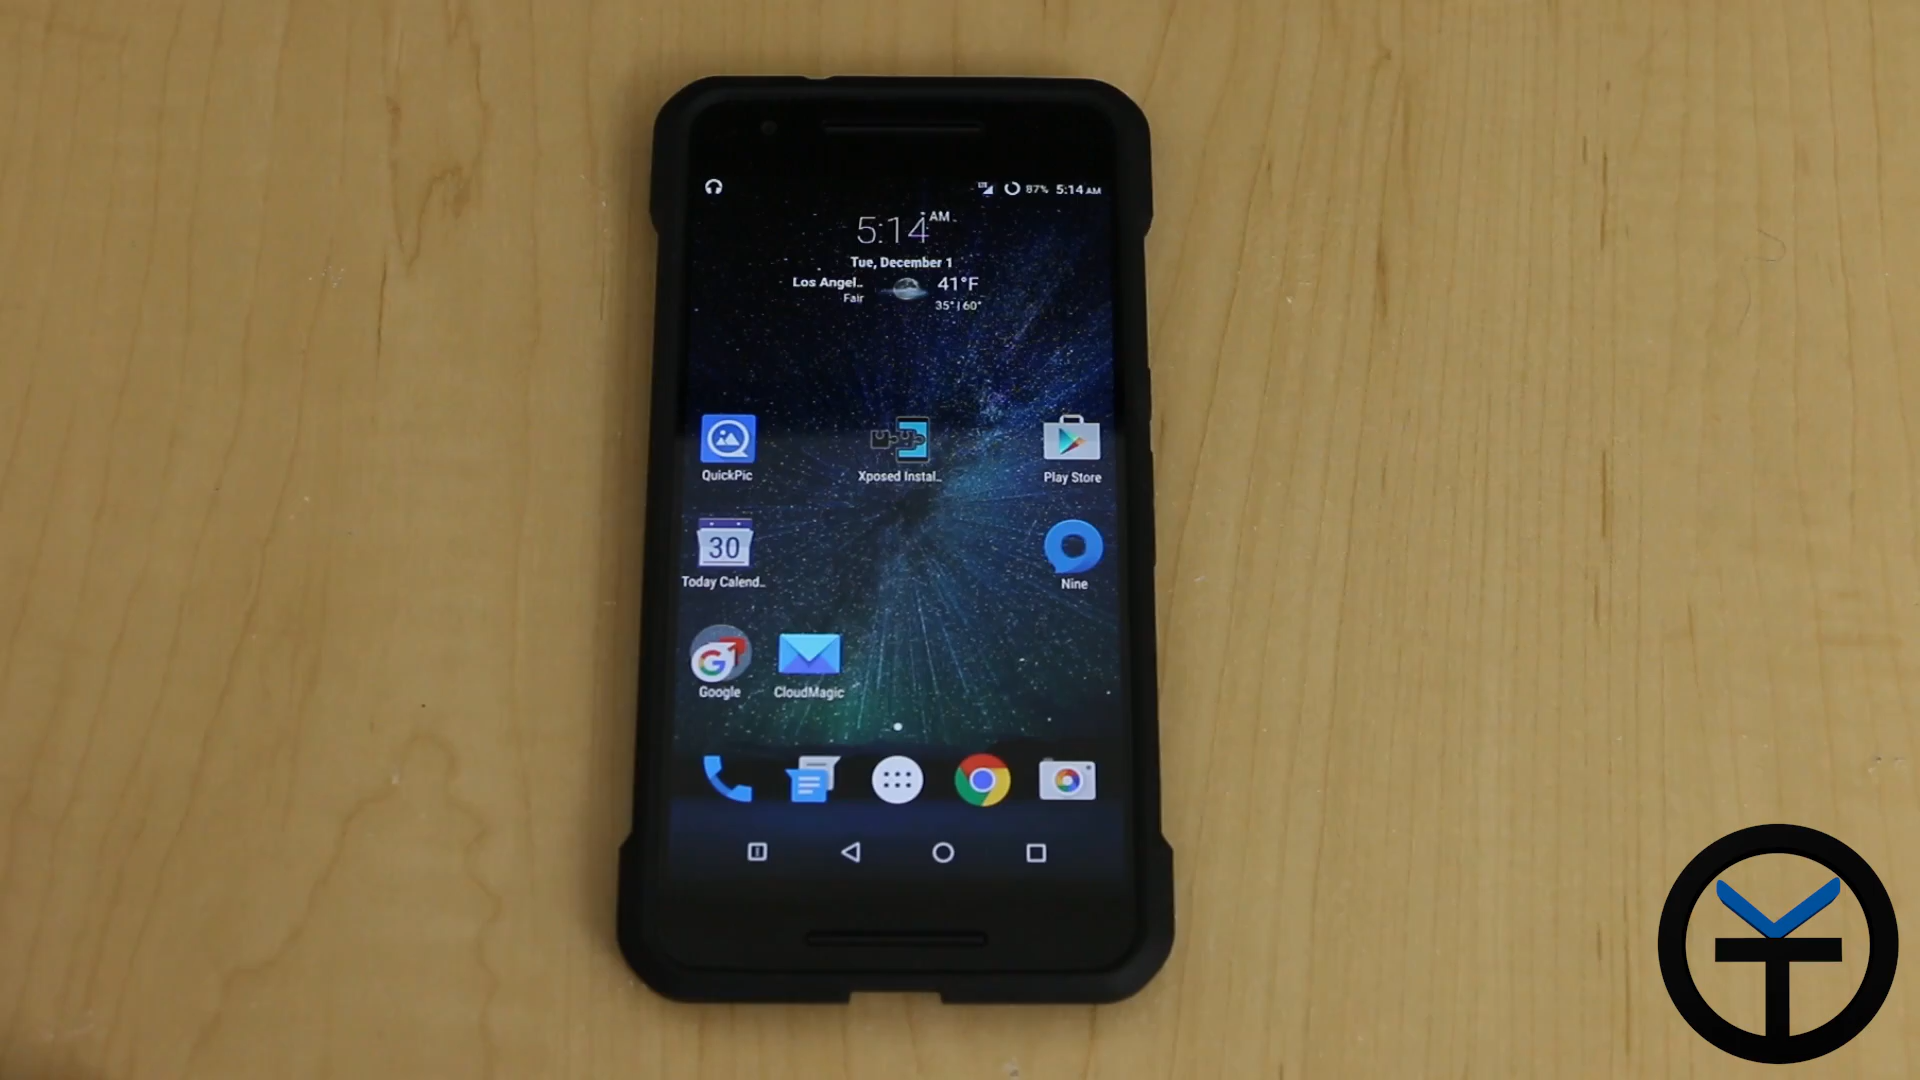 87% 5:14 AM
5:14 AM
Tue, December 1
Los Angel..
Fair
41°F
35° | 60°
QuickPic
Xposed Instal..
Play Store
30
Today Calend..
Nine
Google
CloudMagic